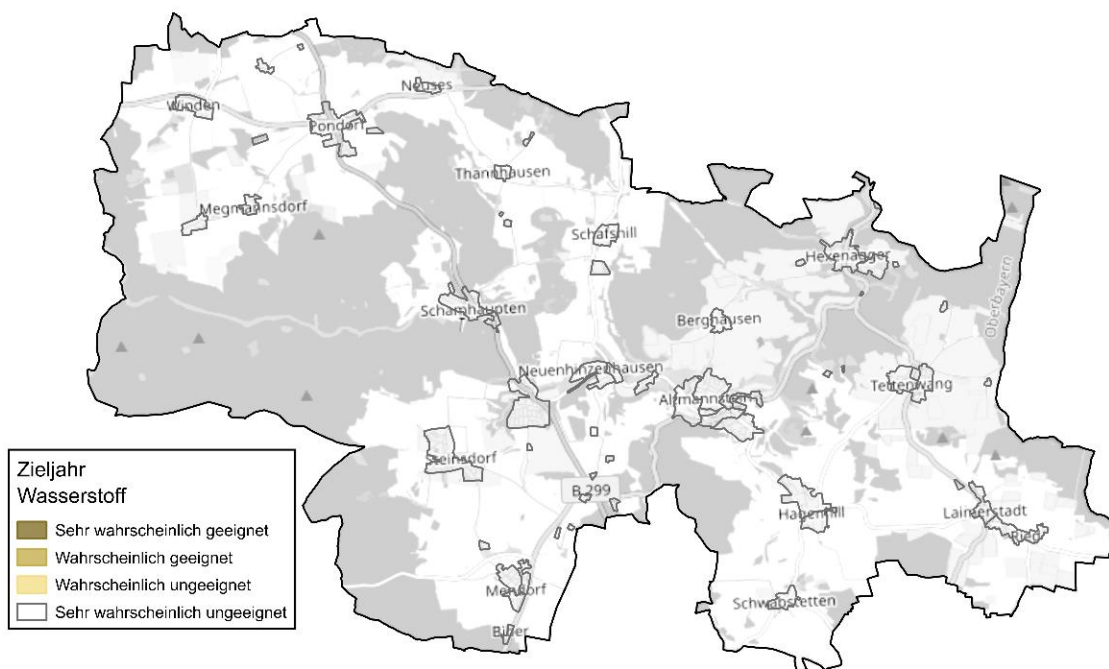 Neuses
Winden
Pondorf
Thannhausen
Megmannsdorf
Schafshill
Hexenagger
Oberbayern
Schamhaupten
Berghausen
Neuenhinzenhausen
Tettenwang
Altmannstein
Steinsdorf
B 299
Hagenhill
Laimerstadt
Ried
Mendorf
Schwabstetten
Biber
Zieljahr
Wasserstoff
Sehr wahrscheinlich geeignet
Wahrscheinlich geeignet
Wahrscheinlich ungeeignet
Sehr wahrscheinlich ungeeignet